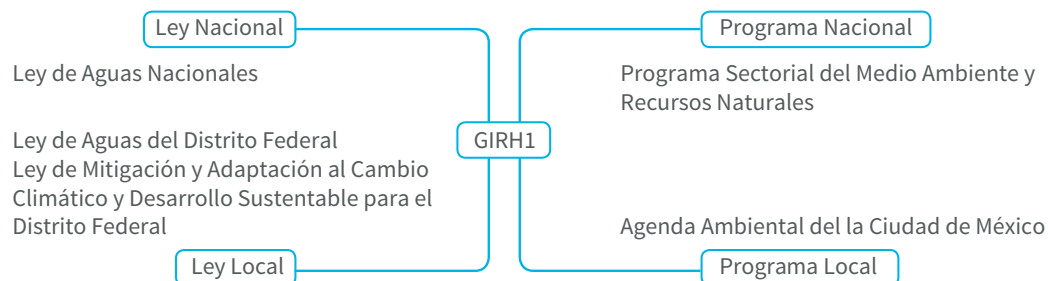 Ley Nacional
Ley de Aguas Nacionales
Ley de Aguas del Distrito Federal
Ley de Mitigación y Adaptación al Cambio
Climático y Desarrollo Sustentable para el
Distrito Federal
Ley Local
GIRH1
Programa Nacional
Programa Sectorial del Medio Ambiente y
Recursos Naturales
Agenda Ambiental del la Ciudad de México
Programa Local